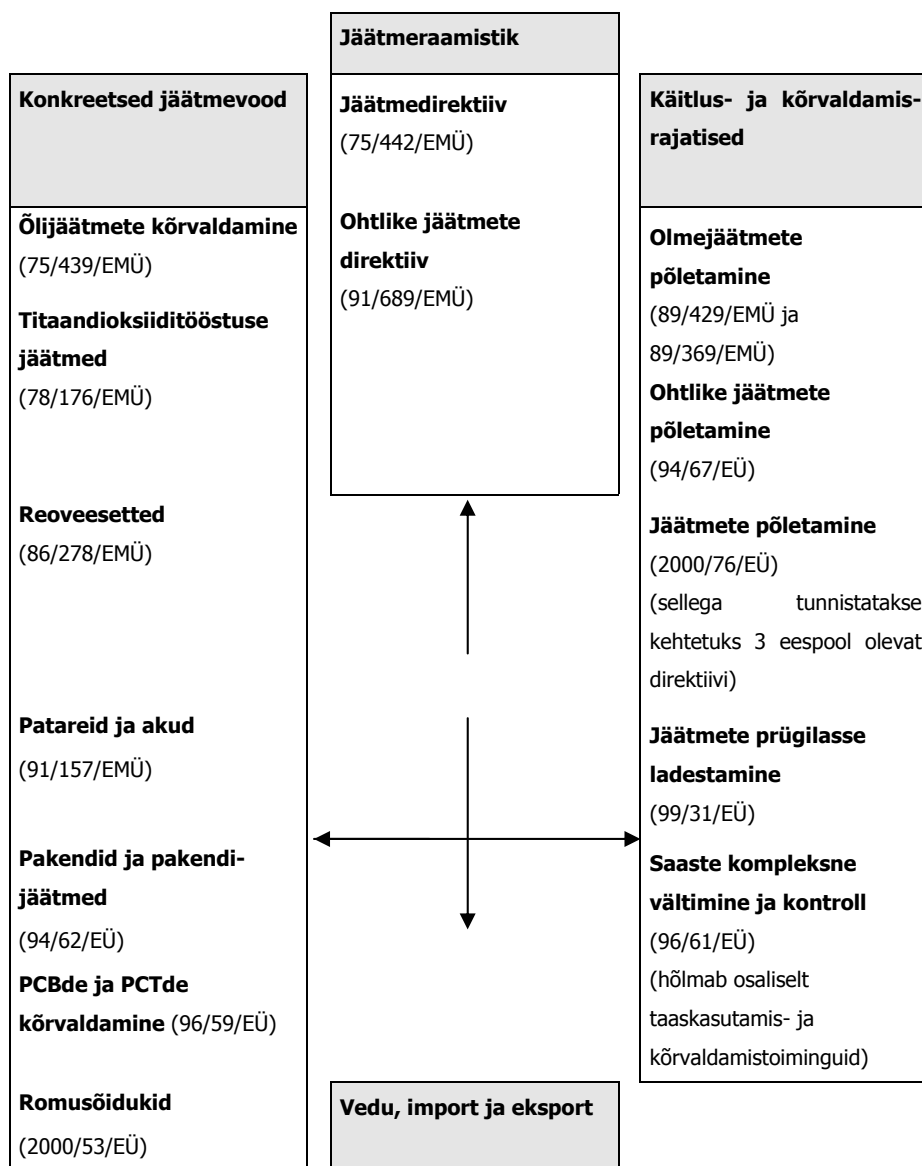 Jäätmeraamistik
Jäätmedirektiiv
(75/442/EMÜ)
Ohtlike jäätmete
direktiiv
(91/689/EMÜ)
Konkreetsed jäätmevood
Õlijäätmete kõrvaldamine
(75/439/EMÜ)
Titaandioksiiditööstuse
jäätmed
(78/176/EMÜ)
Reoveesetted
(86/278/EMÜ)
Patareid ja akud
(91/157/EMÜ)
Pakendid ja pakendi-
jäätmed
(94/62/EÜ)
PCBde ja PCTde
kõrvaldamine (96/59/EÜ)
Romusõidukid
(2000/53/EÜ)
Käitlus- ja kõrvaldamis-
rajatised
Olmejäätmete
põletamine
(89/429/EMÜ ja
89/369/EMÜ)
Ohtlike jäätmete
põletamine
(94/67/EÜ)
Jäätmete põletamine
(2000/76/EÜ)
(sellega tunnistatakse
kehtetuks 3 eespool olevat
direktiivi)
Jäätmete prügilasse
ladestamine
(99/31/EÜ)
Saaste kompleksne
vältimine ja kontroll
(96/61/EÜ)
(hõlmab osaliselt
taaskasutamis- ja
kõrvaldamistoiminguid)
Vedu, import ja eksport